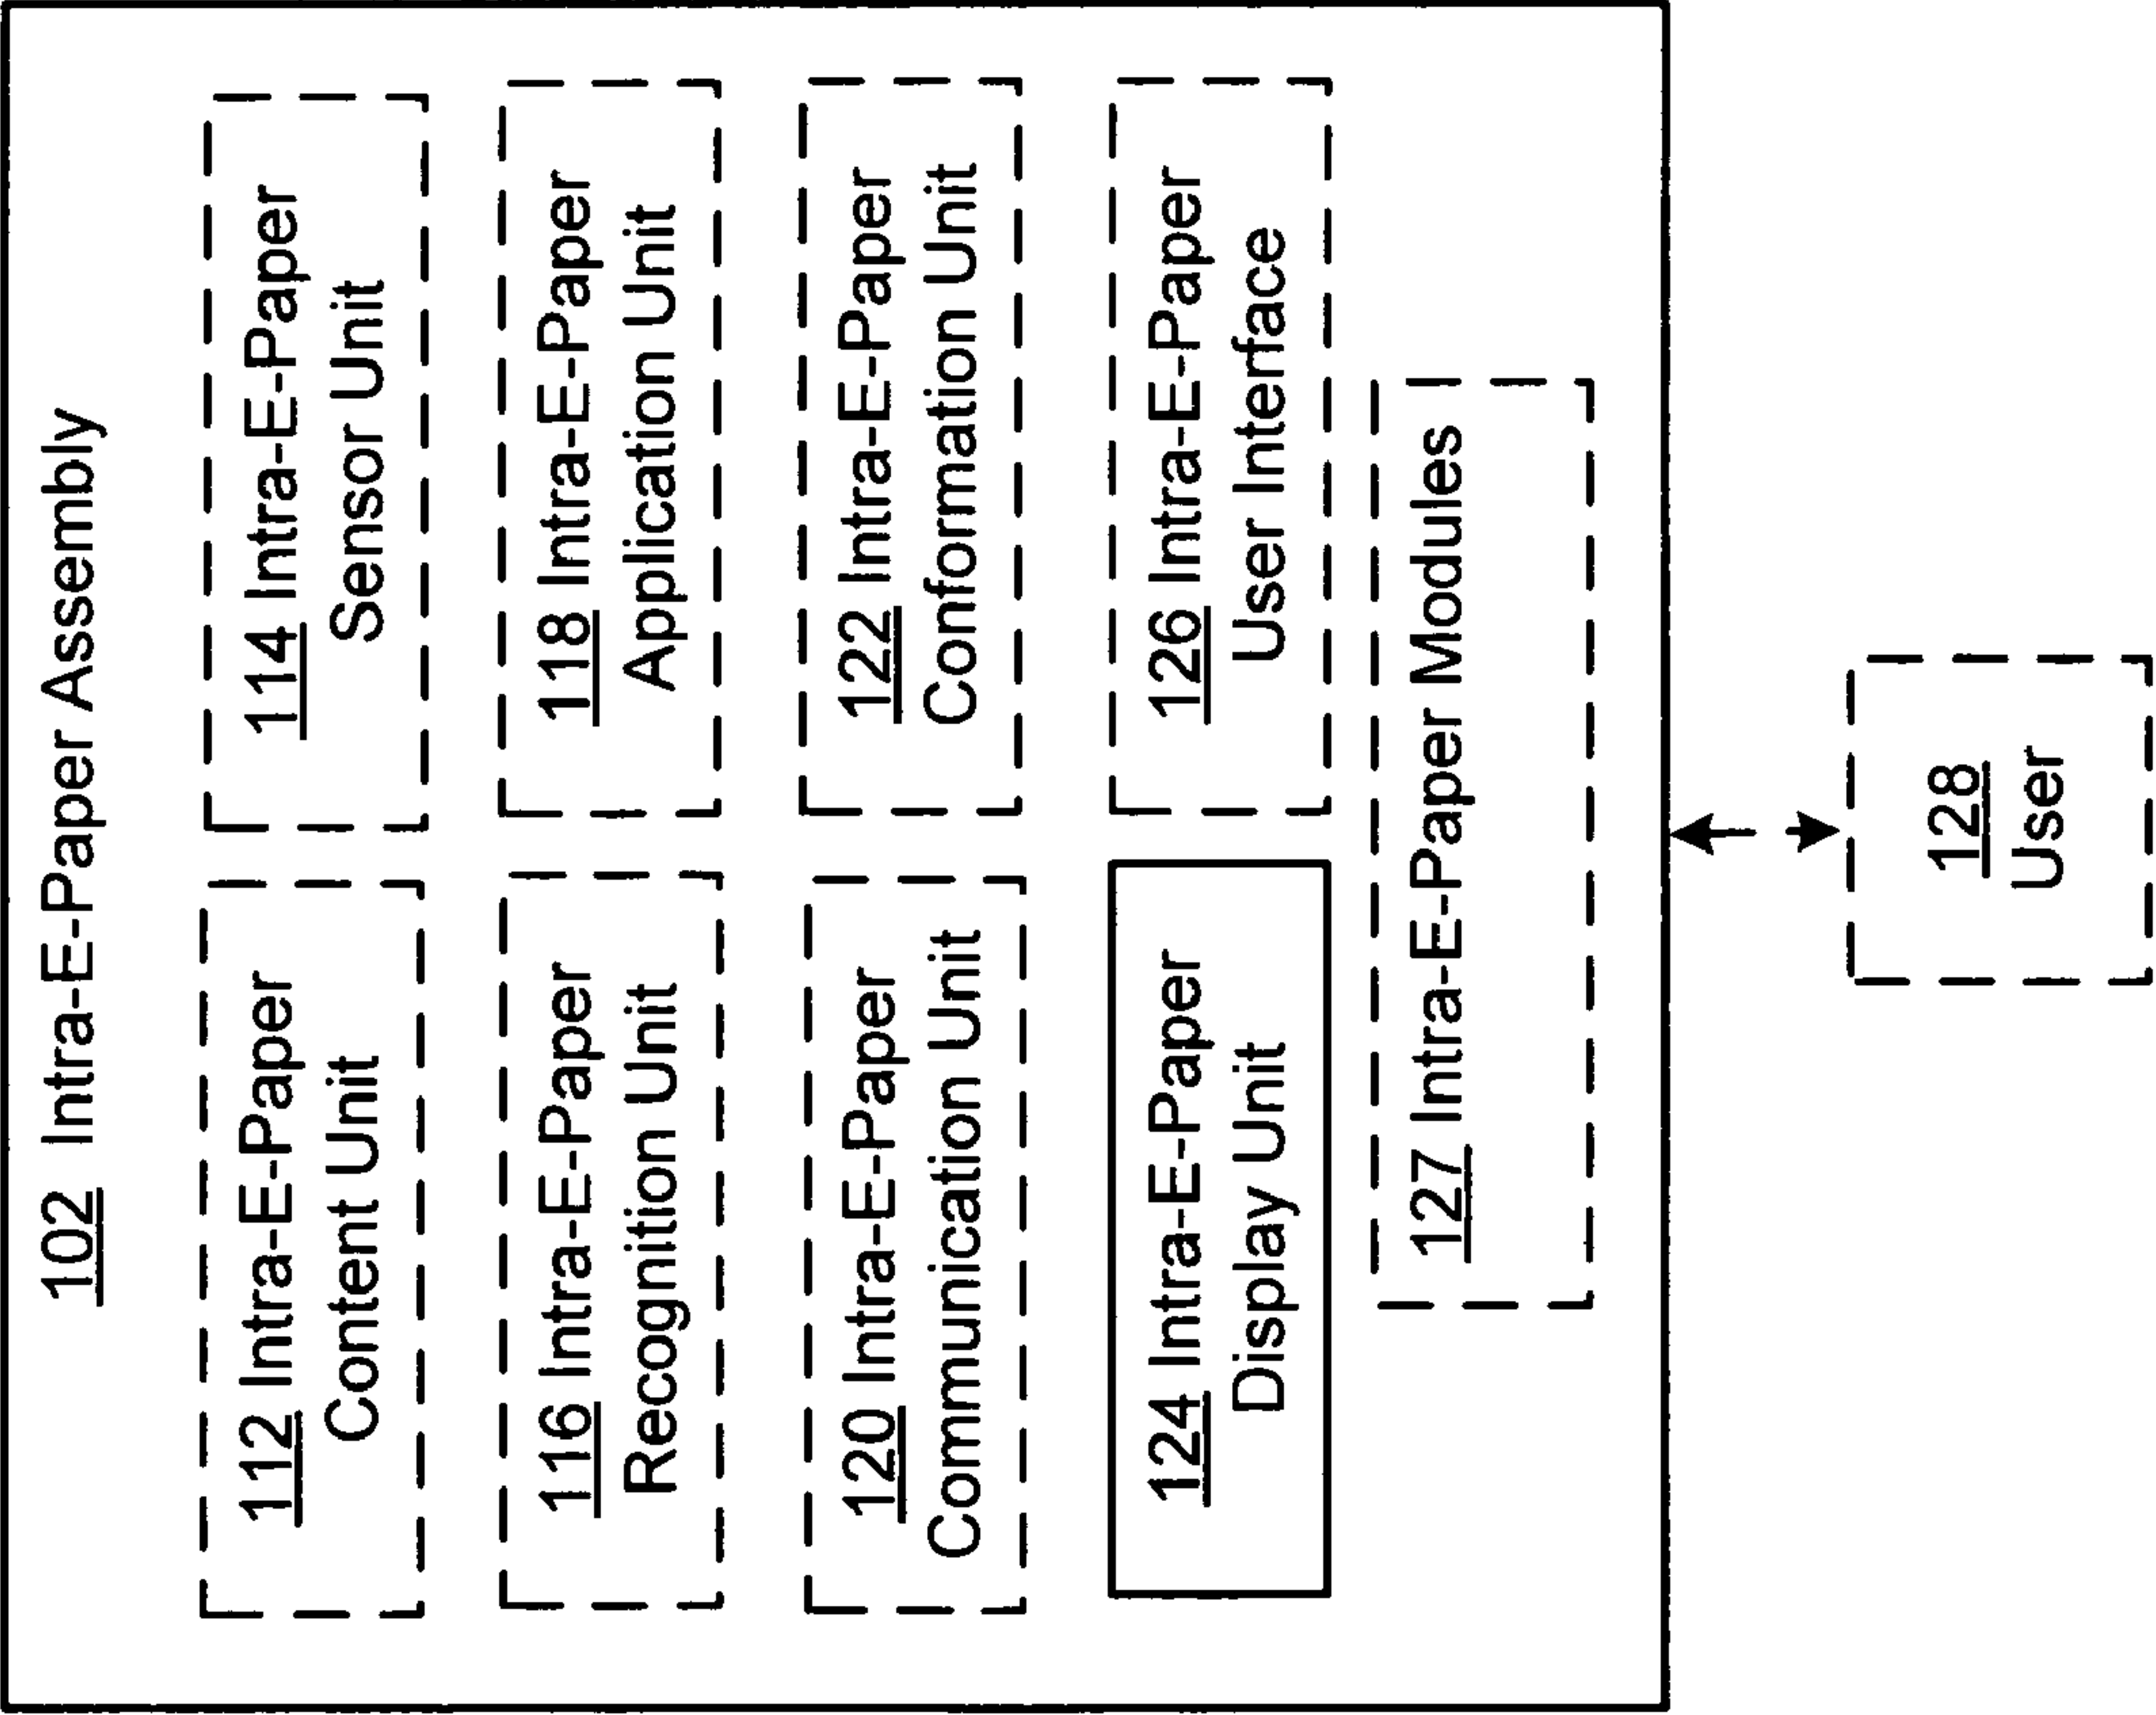 102 Intra-E-Paper Assembly
112 Intra-E-Paper
Content Unit
114 Intra-E-Paper
Sensor Unit
116 Intra-E-Paper
Recognition Unit
118 Intra-E-Paper
Application Unit
120 Intra-E-Paper
Communication Unit
122 Intra-E-Paper
Conformation Unit
124 Intra-E-Paper
Display Unit
126 Intra-E-Paper
User Interface
127 Intra-E-Paper Modules
128
User